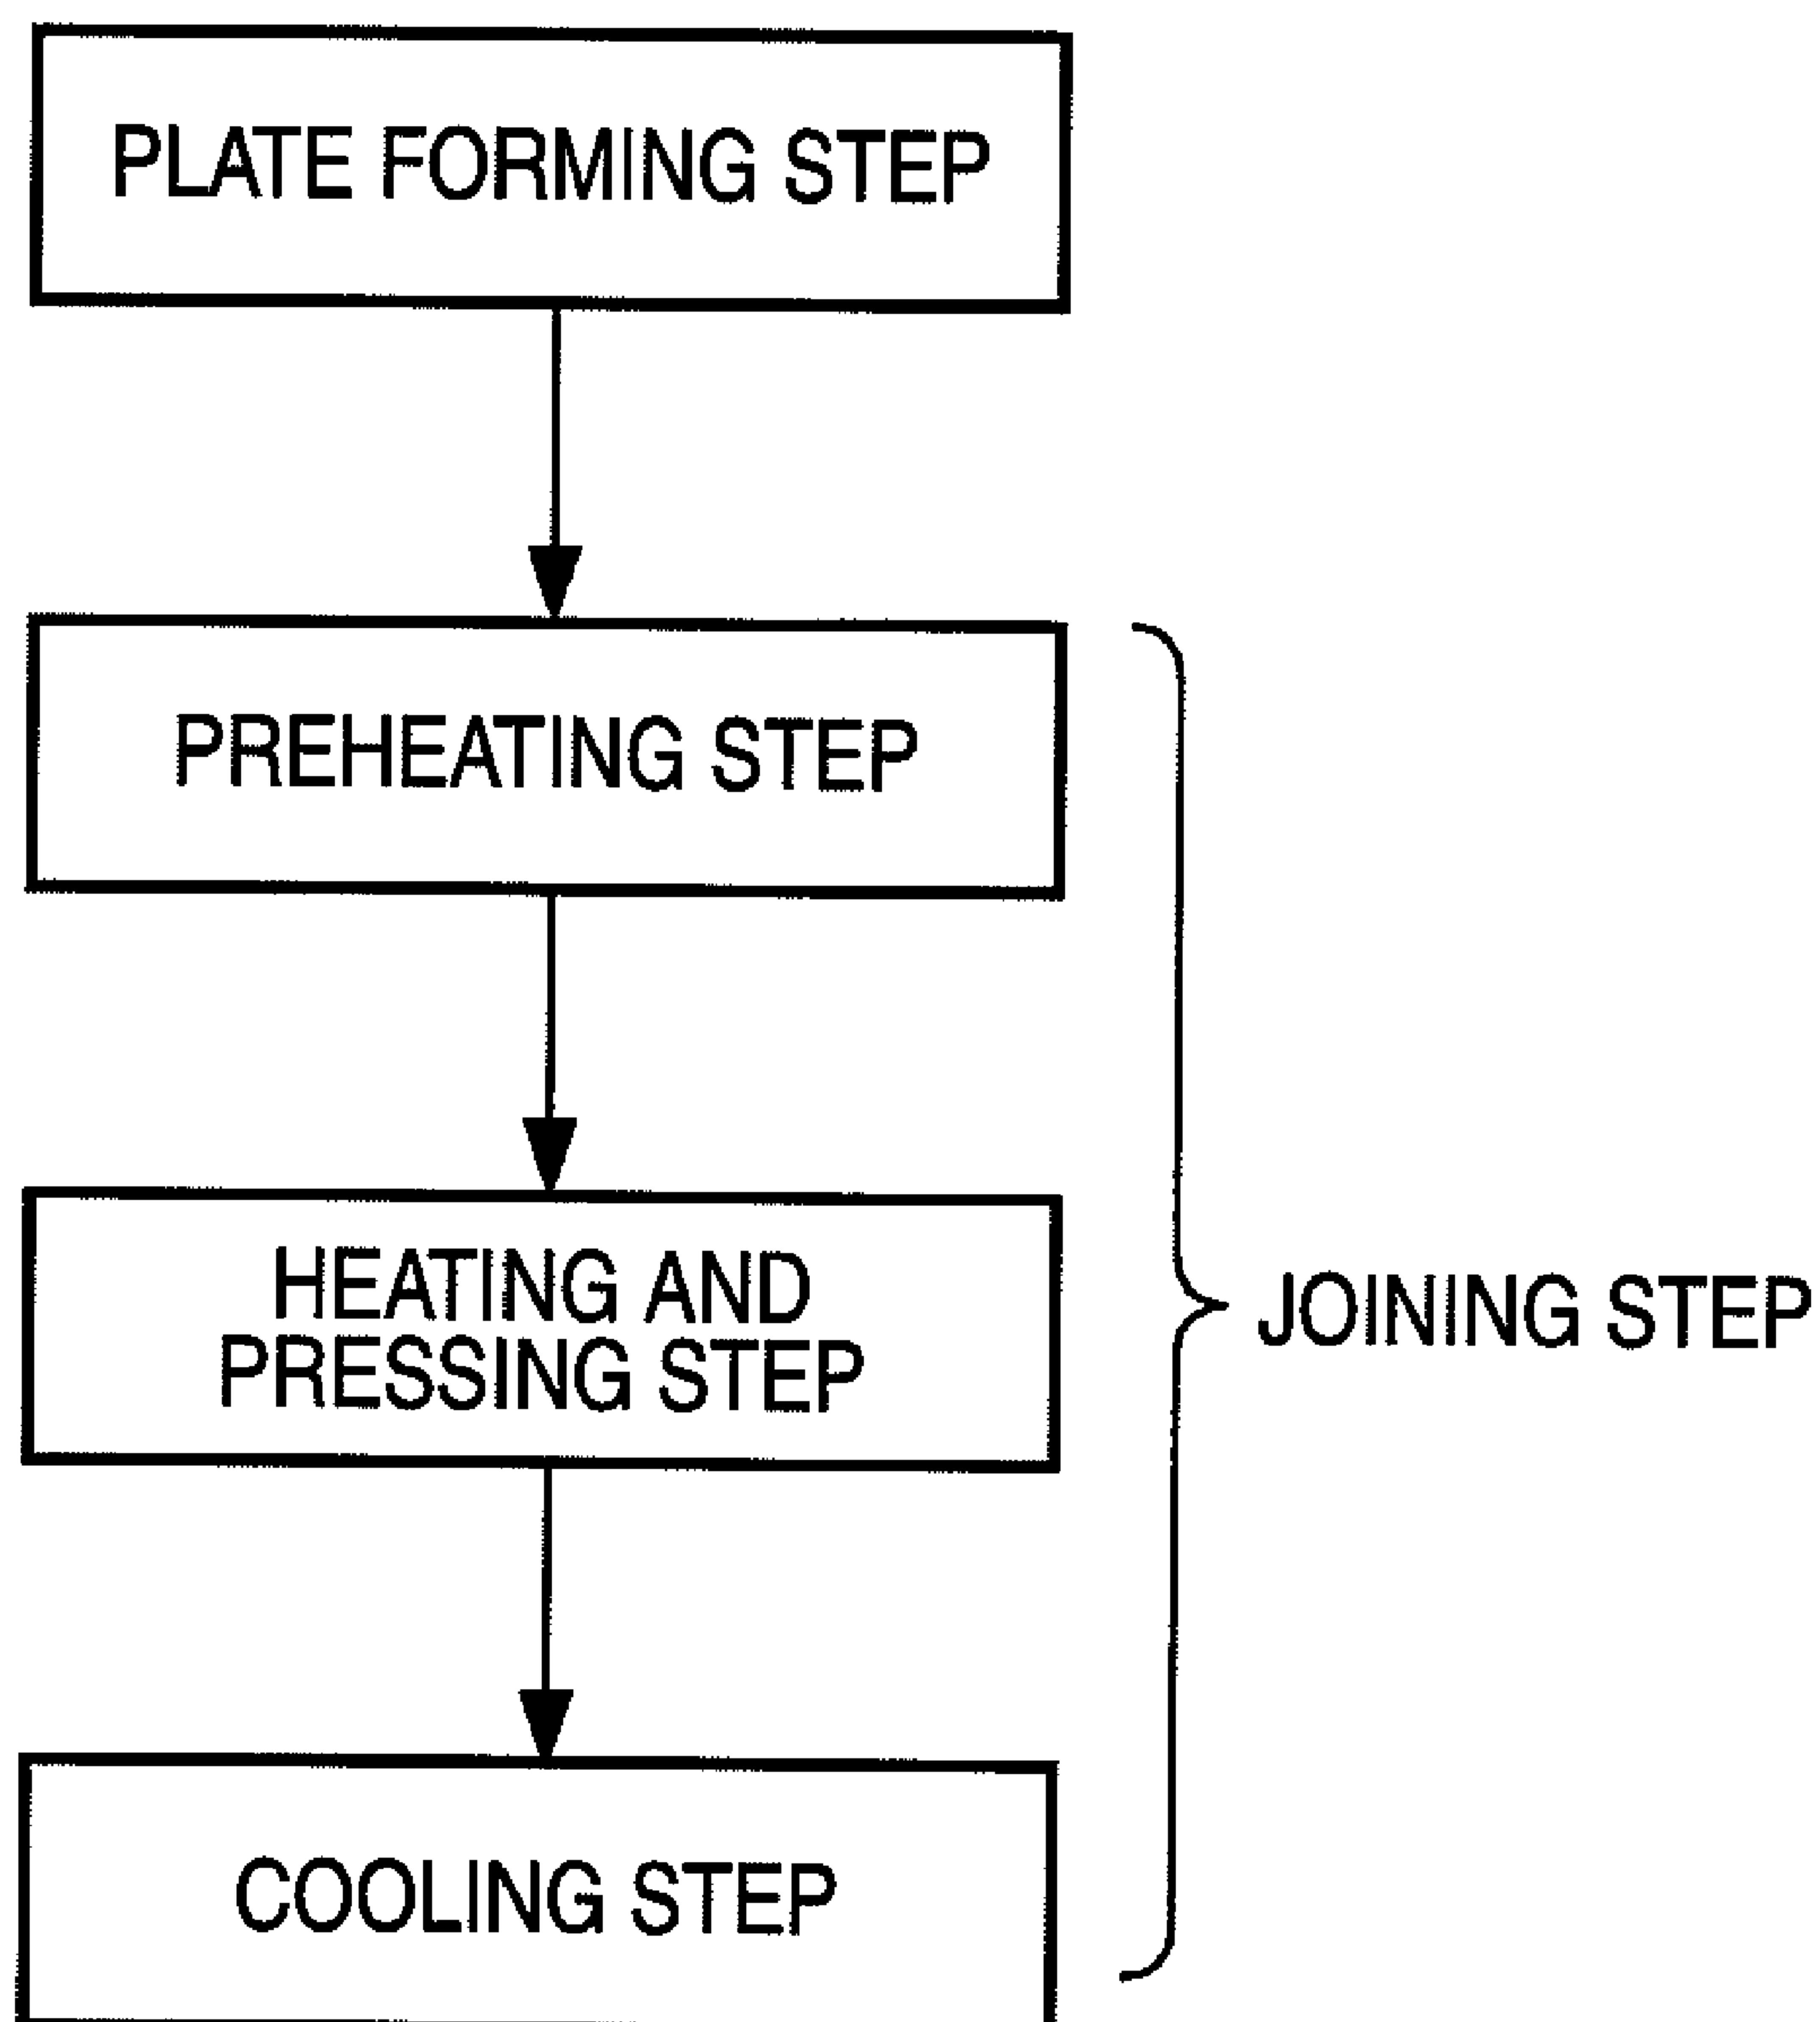 PLATE FORMING STEP
PREHEATING STEP
HEATING AND
PRESSING STEP
JOINING STEP
COOLING STEP